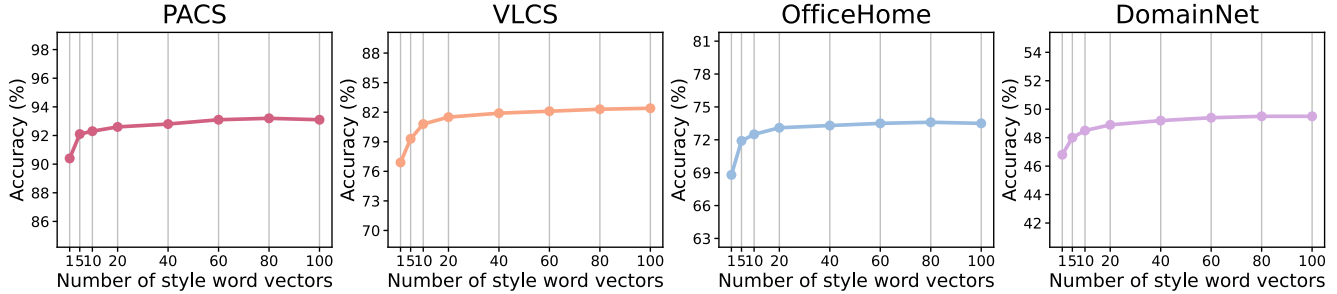 PACS
Accuracy (%)
98
96
94
92
90
88
86
1 5 10 20 40 60 80 100
Number of style word vectors
VLCS
Accuracy (%)
88
85
82
79
76
73
70
1 5 10 20 40 60 80 100
Number of style word vectors
OfficeHome
Accuracy (%)
81
78
75
72
69
66
63
1 5 10 20 40 60 80 100
Number of style word vectors
DomainNet
Accuracy (%)
54
52
50
48
46
44
42
1 5 10 20 40 60 80 100
Number of style word vectors